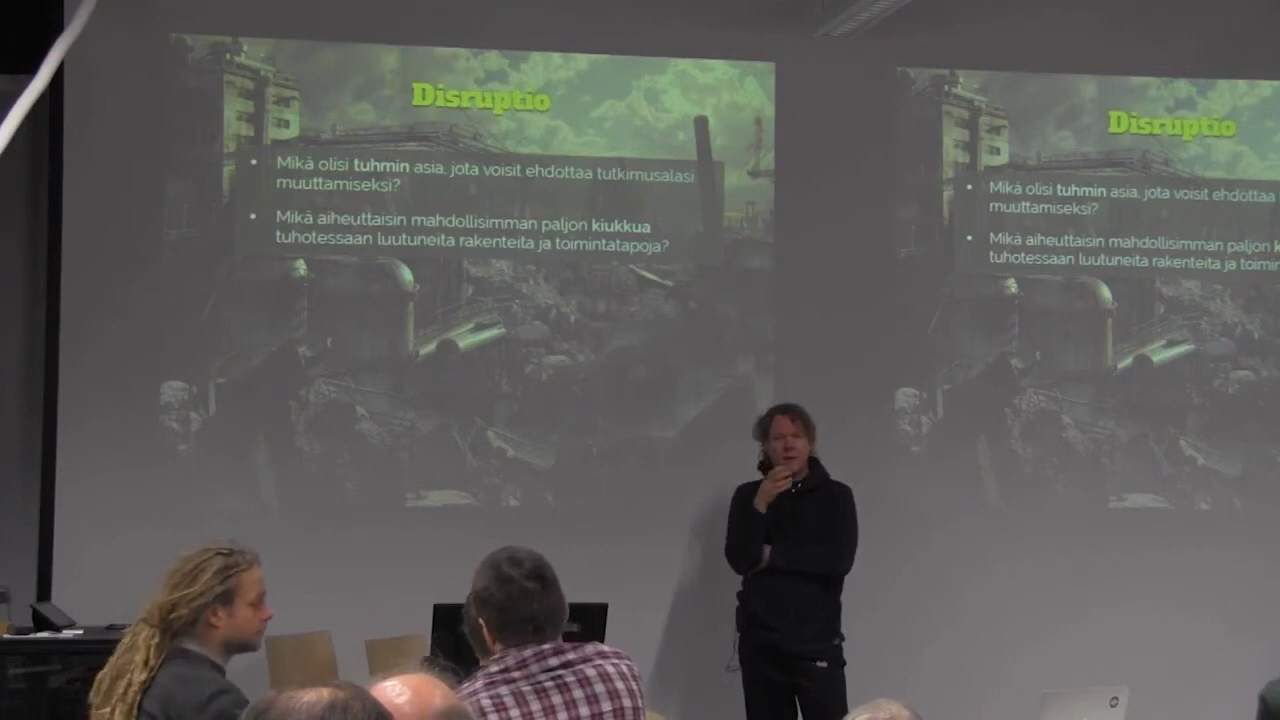 Disruptio
• Mikä olisi tuhmin asia, jota voisit ehdottaa tutkimusalasi
muuttamiseksi?
• Mikä aiheuttaisin mahdollisimman paljon kiukkua
tuhotessaan luutuneita rakenteita ja toimintatapoja?
Disruptio
• Mikä olisi tuhmin asia, jota voisit ehdottaa
muuttamiseksi?
• Mikä aiheuttaisin mahdollisimman paljon
tuhotessaan luutuneita rakenteita ja